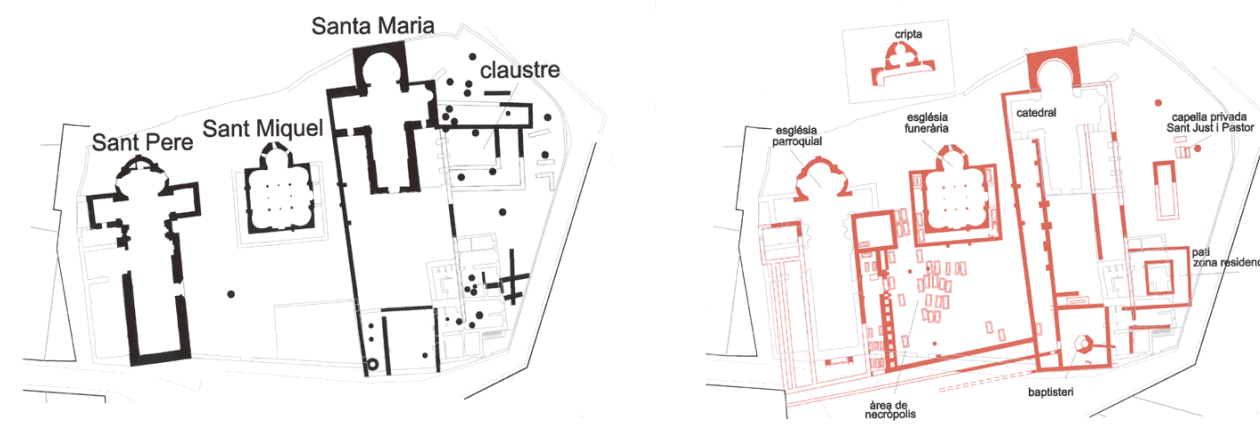 Santa Maria
claustre
Sant Miquel
Sant Pere
cripta
església
parroquial
església
funerària
catedral
capella privada
Sant Just i Pastor
pati
zona residenc
baptisteri
àrea de
necròpolis